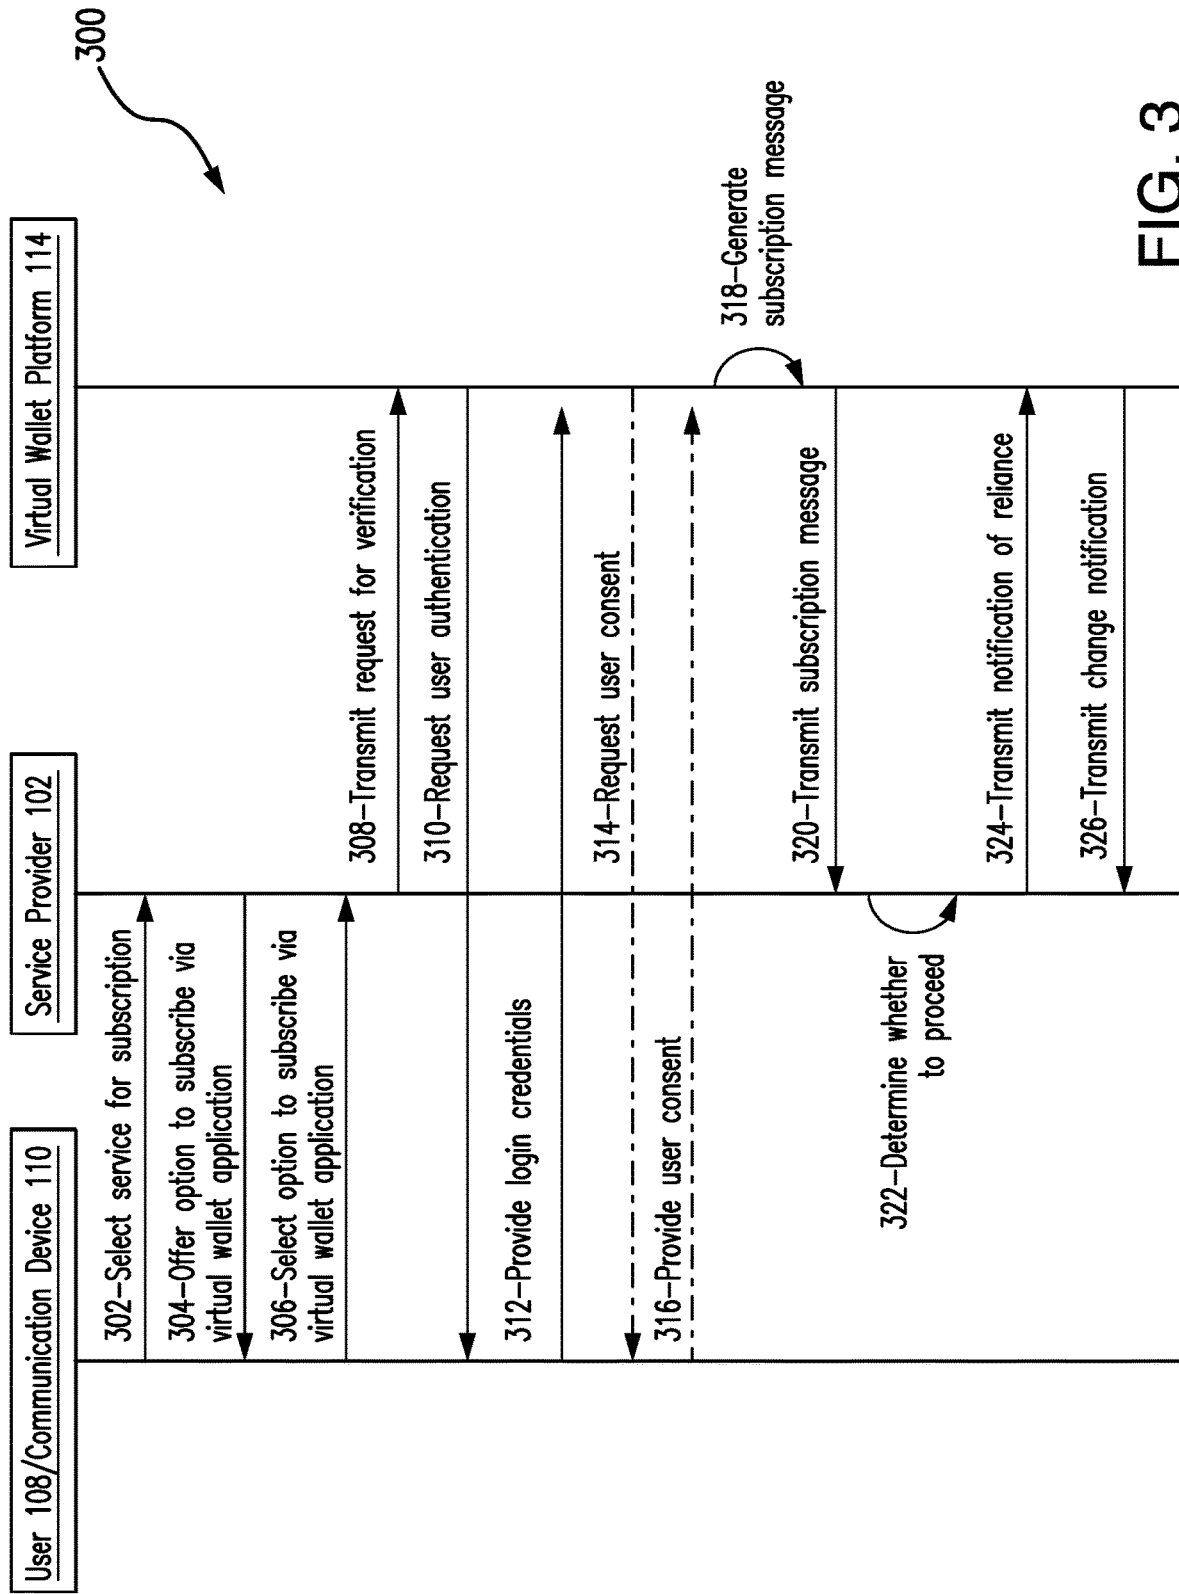 300
User 108/Communication Device 110
Service Provider 102
Virtual Wallet Platform 114
302-Select service for subscription
304-Offer option to subscribe via
virtual wallet application
306-Select option to subscribe via
virtual wallet application
308-Transmit request for verification
310-Request user authentication
312-Provide login credentials
314-Request user consent
316-Provide user consent
318-Generate
subscription message
320-Transmit subscription message
322-Determine whether
to proceed
324-Transmit notification of reliance
326-Transmit change notification
FIG. 3